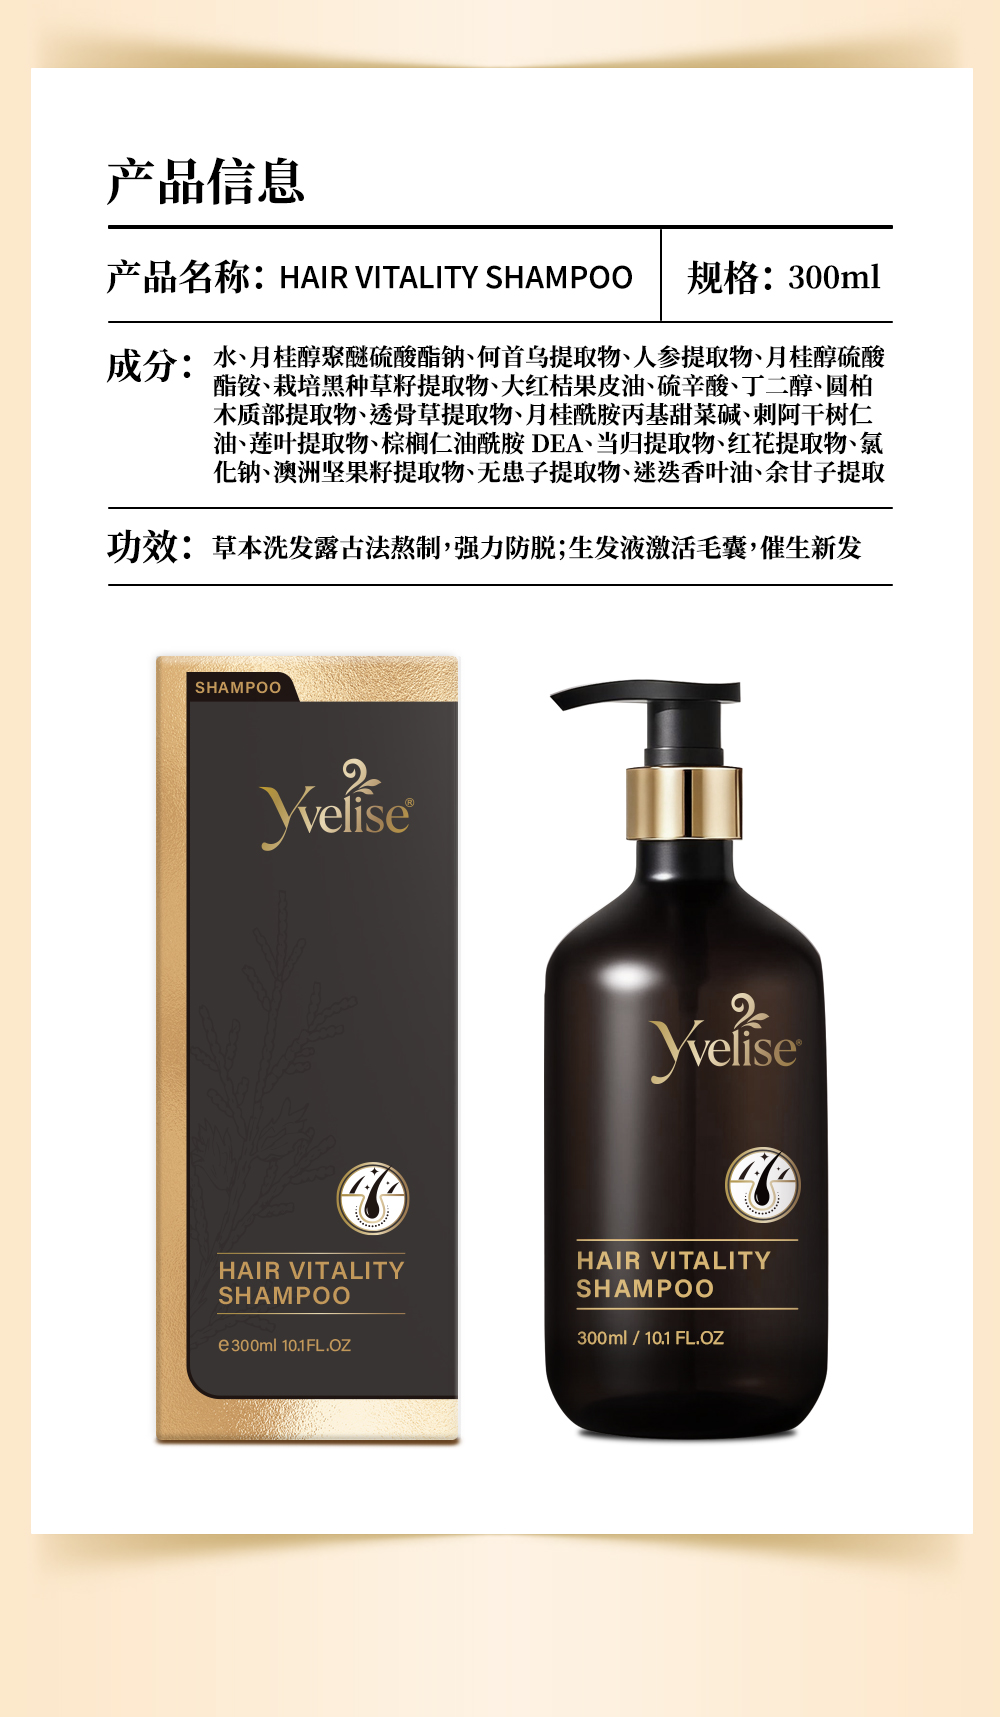 产品信息
产品名称：HAIR VITALITY SHAMPOO
规格：300ml
成分：
水、月桂醇聚醚硫酸酯钠、何首乌提取物、人参提取物、月桂醇硫酸
酯铵、栽培黑种草籽提取物、大红桔果皮油、硫辛酸、丁二醇、圆柏
木质部提取物、透骨草提取物、月桂酰胺丙基甜菜碱、刺阿干树仁
油、莲叶提取物、棕榈仁油酰胺 DEA、当归提取物、红花提取物、氯
化钠、澳洲坚果籽提取物、无患子提取物、迷迭香叶油、余甘子提取
功效：草本洗发露古法熬制，强力防脱；生发液激活毛囊，催生新发
SHAMPOO
yvelise®
HAIR VITALITY
SHAMPOO
e300ml 10.1FL.OZ
yvelise®
HAIR VITALITY
SHAMPOO
300ml / 10.1 FL.OZ